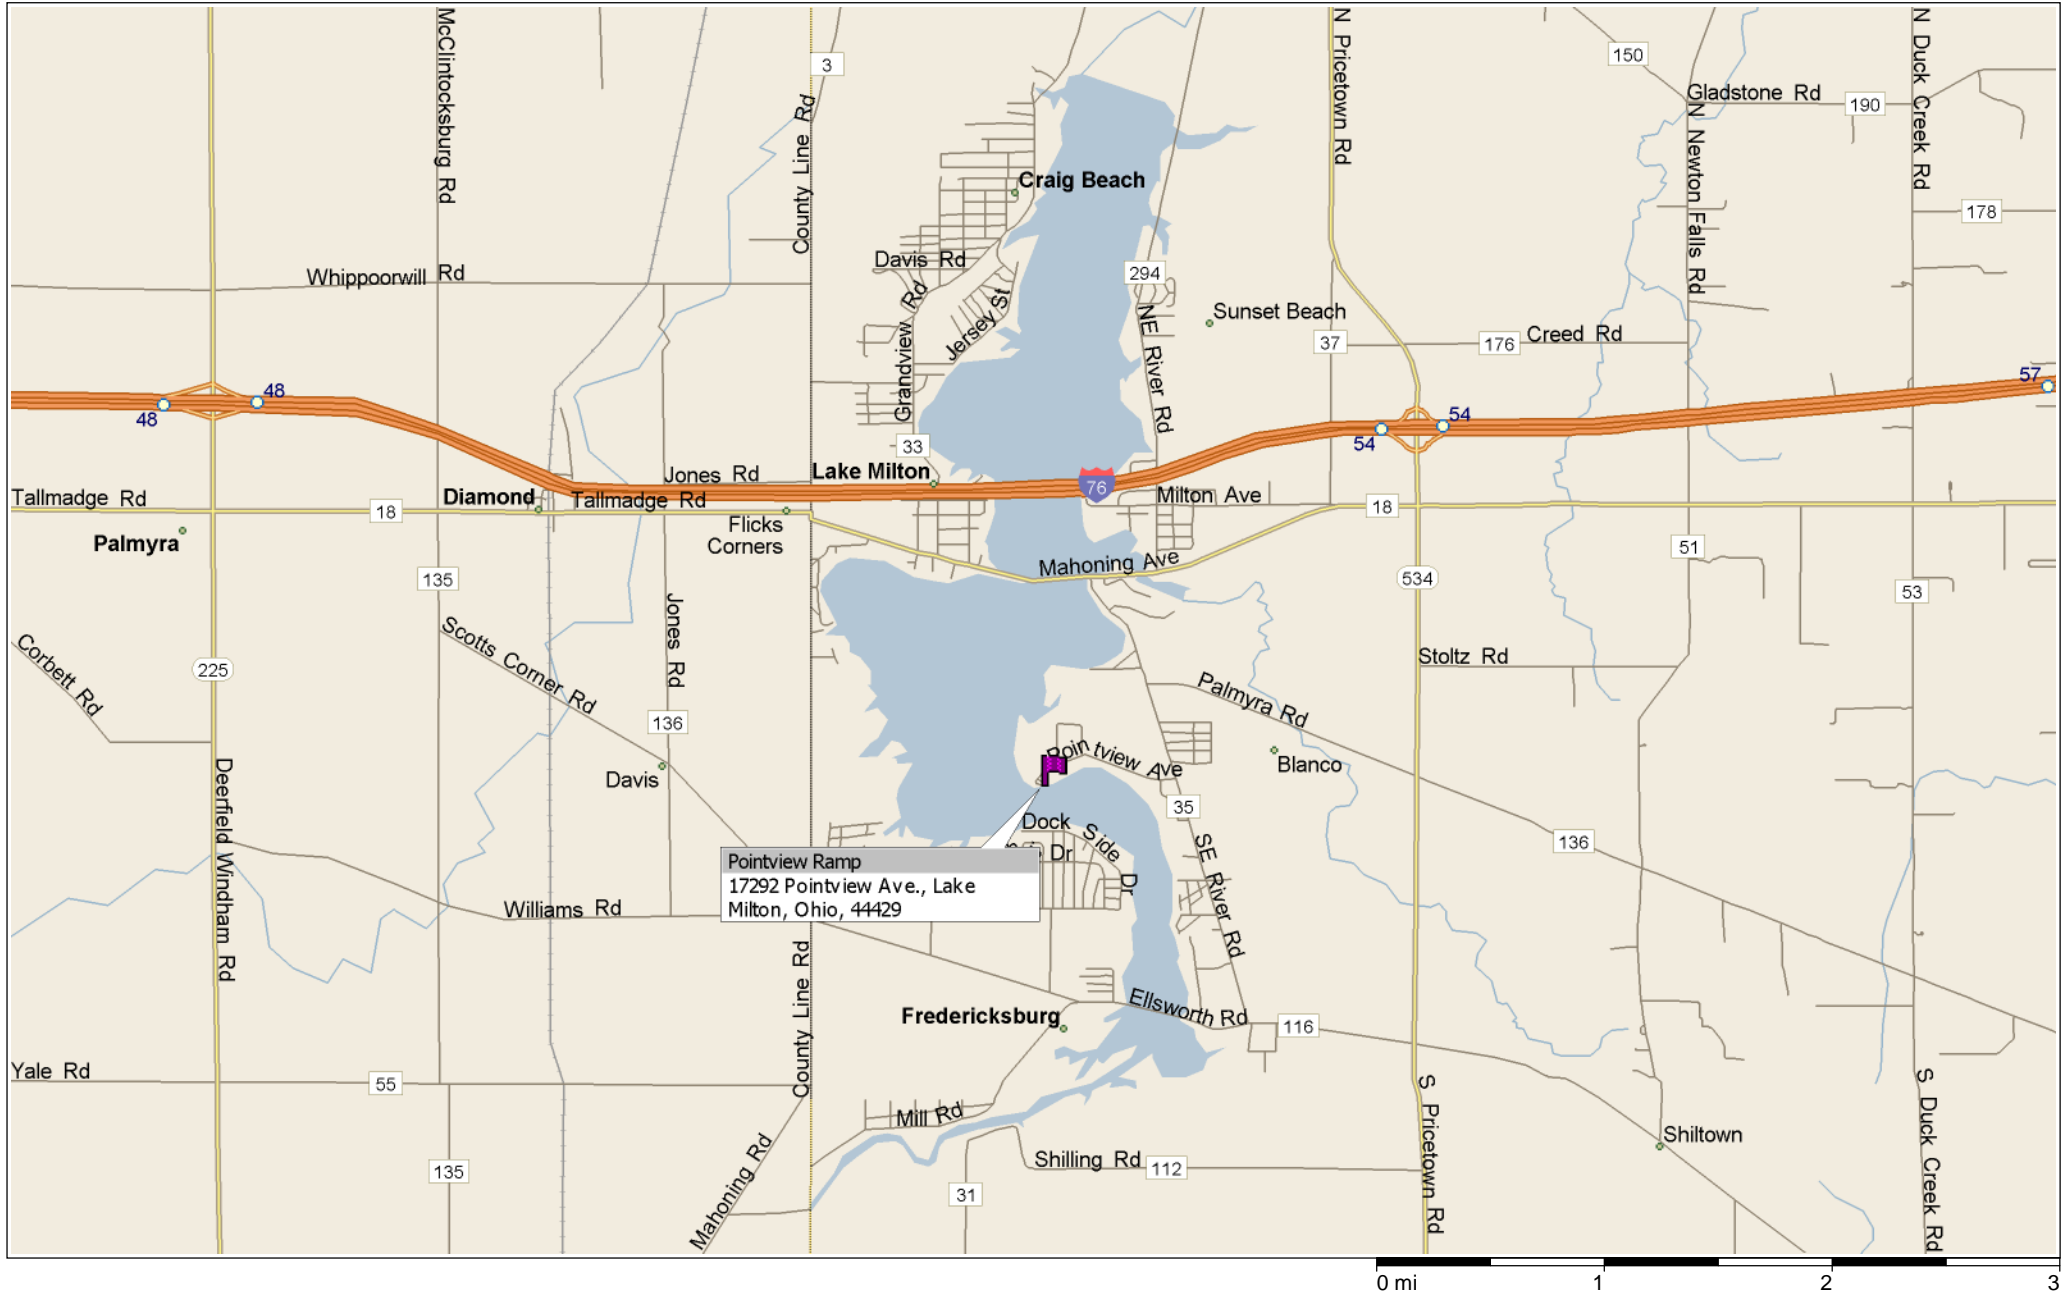 McClintocksburg Rd
3
N Pricetown Rd
150
N Duck Creek Rd
Gladstone Rd
190
County Line Rd
N Newton Falls Rd
Craig Beach
178
Davis Rd
Whippoorwill Rd
294
Grandview Rd
Jersey St
NE River Rd
Sunset Beach
37
176
Creed Rd
57
48
48
54
54
33
Lake Milton
Jones Rd
76
Tallmadge Rd
Diamond
Tallmadge Rd
Milton Ave
18
18
Flicks
Corners
Palmyra
51
Mahoning Ave
135
534
53
Jones Rd
Scotts Corner Rd
Corbett Rd
225
Stoltz Rd
Palmyra Rd
136
Pointview Ave
Davis
Blanco
Deerfield Windham Rd
35
Dock Side Dr
136
SE River Rd
Dr
Pointview Ramp
17292 Pointview Ave., Lake
Milton, Ohio, 44429
Williams Rd
County Line Rd
Ellsworth Rd
Fredericksburg
116
Yale Rd
55
S Pricetown Rd
S Duck Creek Rd
Mill Rd
Mahoning Rd
Shiltown
Shilling Rd
112
135
31
0 mi
1
2
3